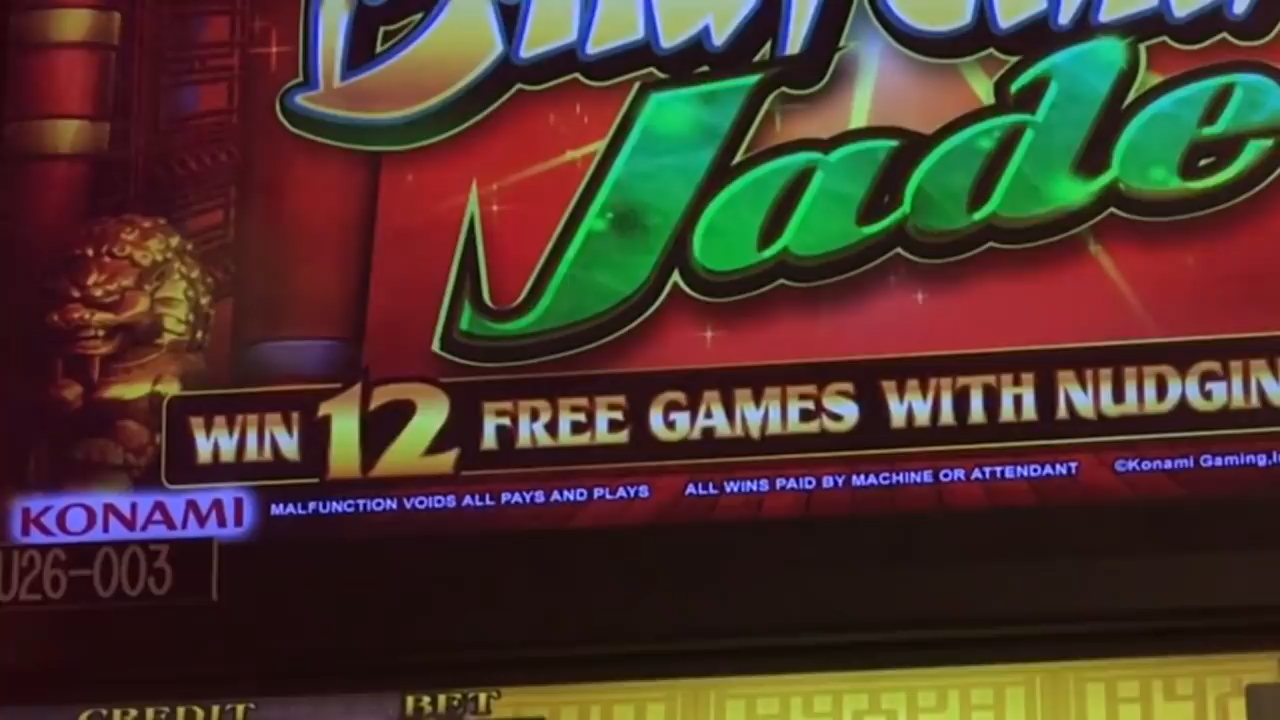 Jade
WIN 12 FREE GAMES WITH NUDGIN
KONAMI MALFUNCTION VOIDS ALL PAYS AND PLAYS ALL WINS PAID BY MACHINE OR ATTENDANT ©Konami Gaming,I
U26-003
CREDIT BET